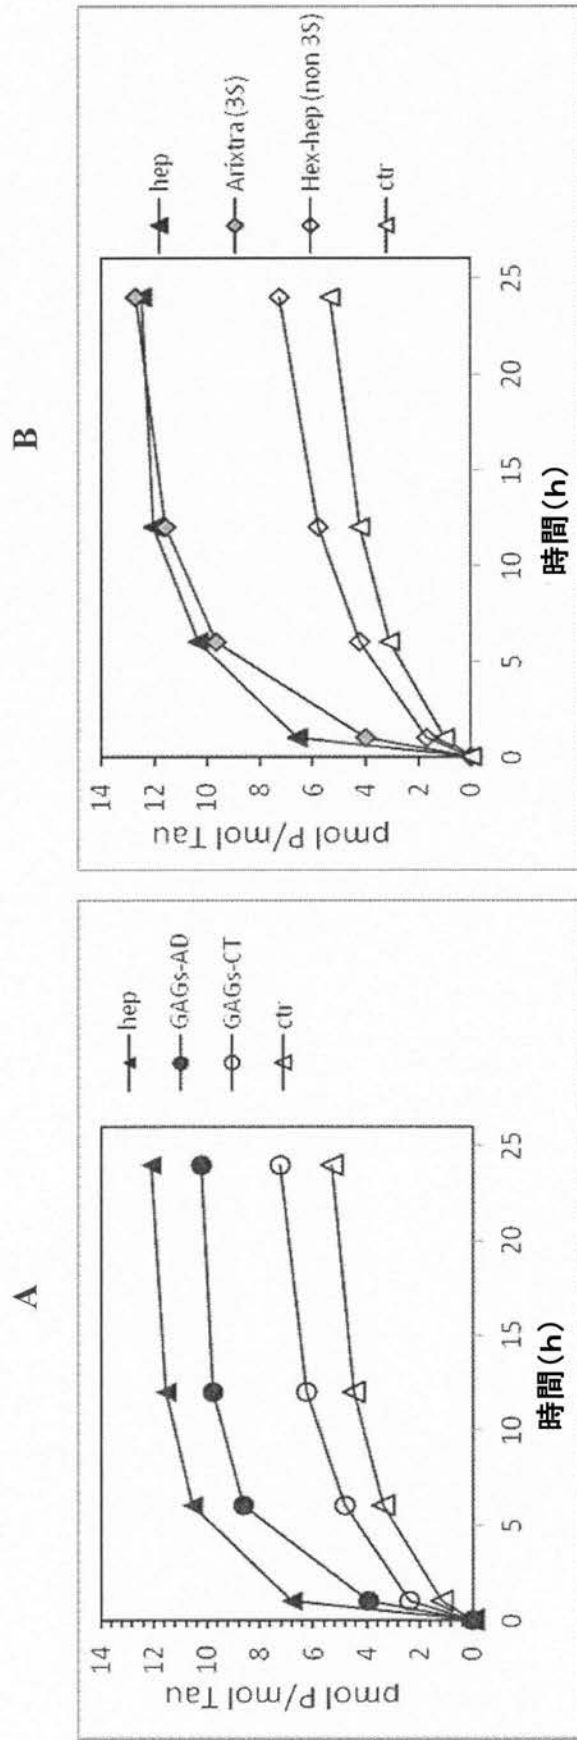 A
pmol P/mol Tau
14
12
10
8
6
4
2
0
0
5
10
15
20
25
時間(h)
hep
GAGs-AD
GAGs-CT
ctr
B
pmol P/mol Tau
14
12
10
8
6
4
2
0
0
5
10
15
20
25
時間(h)
hep
Arixtra (3S)
Hex-hep (non 3S)
ctr